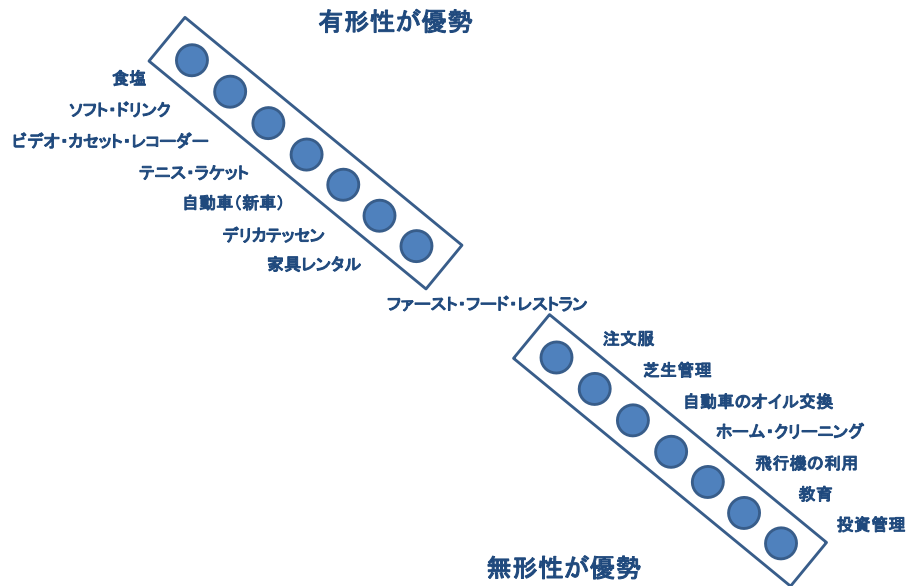 有形性が優勢
食塩
ソフト・ドリンク
ビデオ・カセット・レコーダー
テニス・ラケット
自動車(新車)
デリカテッセン
家具レンタル
ファースト・フード・レストラン
注文服
芝生管理
自動車のオイル交換
ホーム・クリーニング
飛行機の利用
教育
投資管理
無形性が優勢